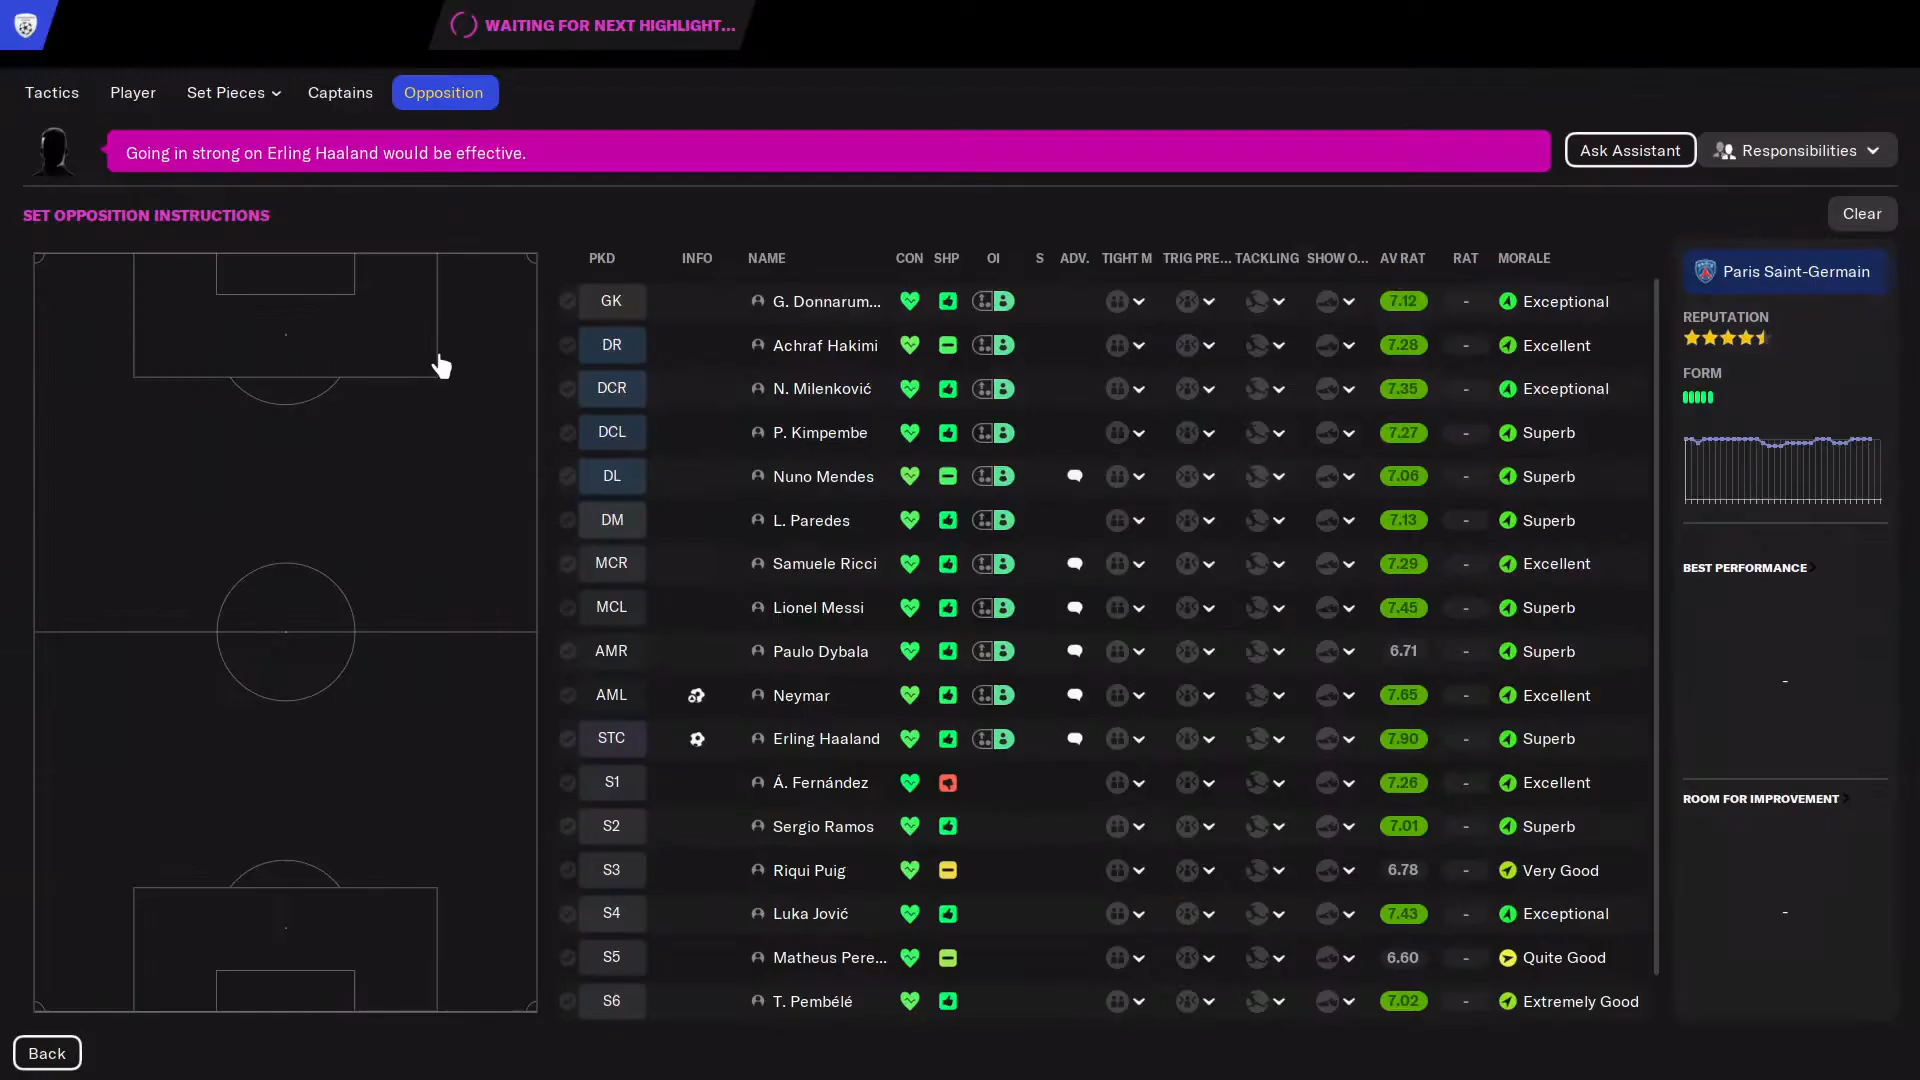 WAITING FOR NEXT HIGHLIGHT...
Tactics Player Set Pieces Captains Opposition
Going in strong on Erling Haaland would be effective.
Ask Assistant Responsibilities
SET OPPOSITION INSTRUCTIONS
Clear
PKD INFO NAME CON SHP OI S ADV. TIGHT M TRIG PRE... TACKLING SHOW O... AV RAT RAT MORALE
GK G. Donnarum... 7.12 - Exceptional
DR Achraf Hakimi 7.28 - Excellent
DCR N. Milenković 7.35 - Exceptional
DCL P. Kimpembe 7.27 - Superb
DL Nuno Mendes 7.06 - Superb
DM L. Paredes 7.13 - Superb
MCR Samuele Ricci 7.29 - Excellent
MCL Lionel Messi 7.45 - Superb
AMR Paulo Dybala 6.71 - Superb
AML Neymar 7.65 - Excellent
STC Erling Haaland 7.90 - Superb
S1 Á. Fernández 7.26 - Excellent
S2 Sergio Ramos 7.01 - Superb
S3 Riqui Puig 6.78 - Very Good
S4 Luka Jović 7.43 - Exceptional
S5 Matheus Pere... 6.60 - Quite Good
S6 T. Pembélé 7.02 - Extremely Good
Paris Saint-Germain
REPUTATION
FORM
BEST PERFORMANCE
-
ROOM FOR IMPROVEMENT
-
Back